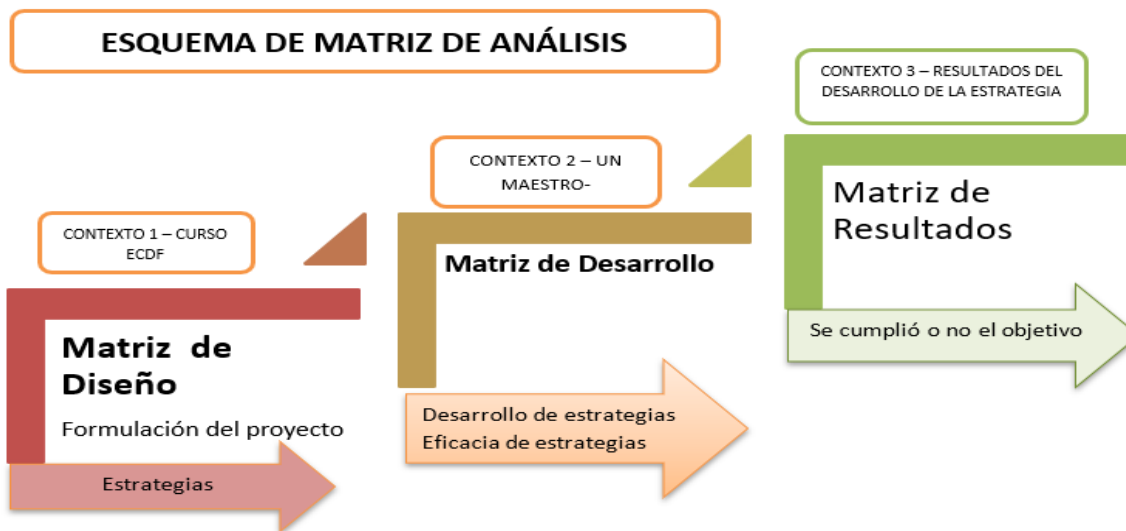 ESQUEMA DE MATRIZ DE ANÁLISIS
CONTEXTO 1 – CURSO
ECDF
Matriz de
Diseño
Formulación del proyecto
Estrategias
CONTEXTO 2 – UN
MAESTRO-
Matriz de Desarrollo
Desarrollo de estrategias
Eficacia de estrategias
CONTEXTO 3 – RESULTADOS DEL
DESARROLLO DE LA ESTRATEGIA
Matriz de
Resultados
Se cumplió o no el objetivo